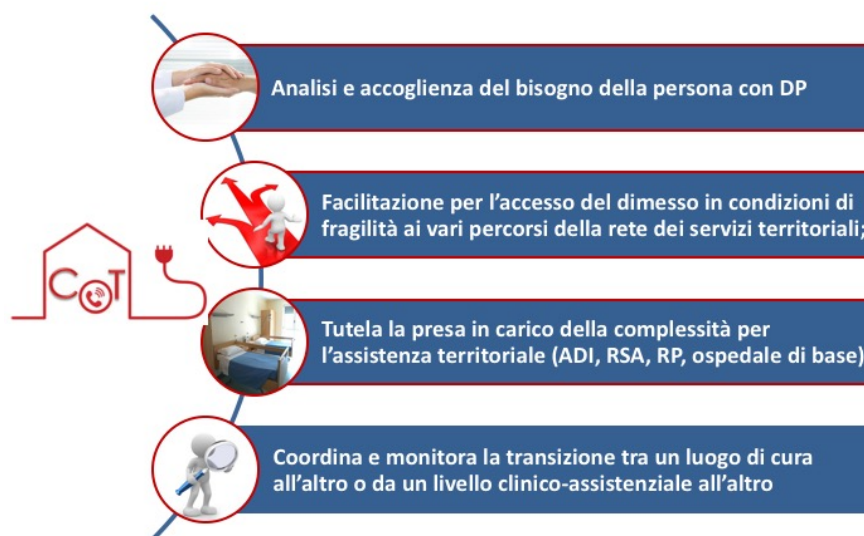 Analisi e accoglienza del bisogno della persona con DP
Facilitazione per l'accesso del dimesso in condizioni di
fragilità ai vari percorsi della rete dei servizi territoriali;
COT
Tutela la presa in carico della complessità per
l'assistenza territoriale (ADI, RSA, RP, ospedale di base)
Coordina e monitora la transizione tra un luogo di cura
all'altro o da un livello clinico-assistenziale all'altro